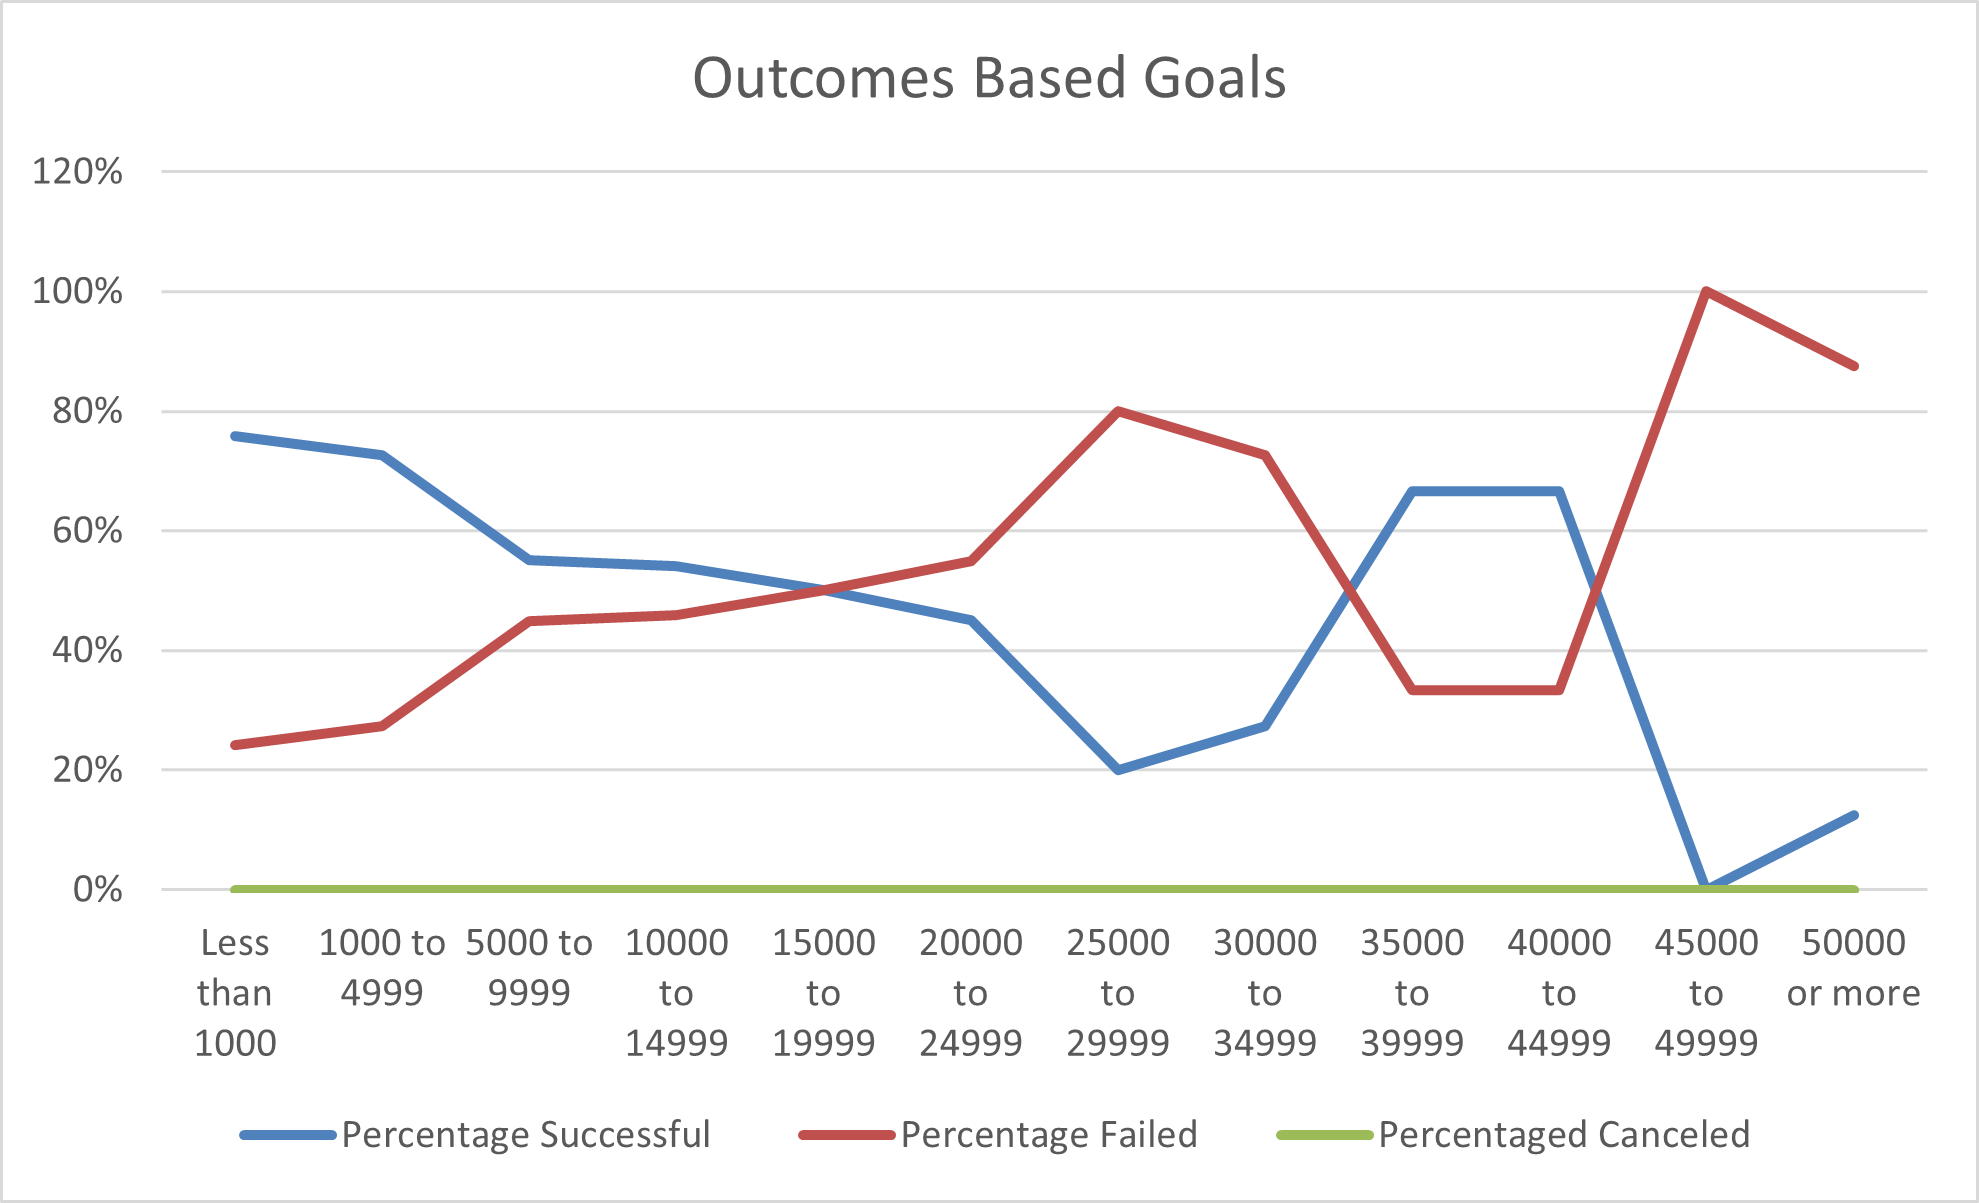 Outcomes Based Goals
120%
100%
80%
60%
40%
20%
0%
Less than 1000
1000 to 4999
5000 to 9999
10000 to 14999
15000 to 19999
20000 to 24999
25000 to 29999
30000 to 34999
35000 to 39999
40000 to 44999
45000 to 49999
50000 or more
Percentage Successful
Percentage Failed
Percentaged Canceled